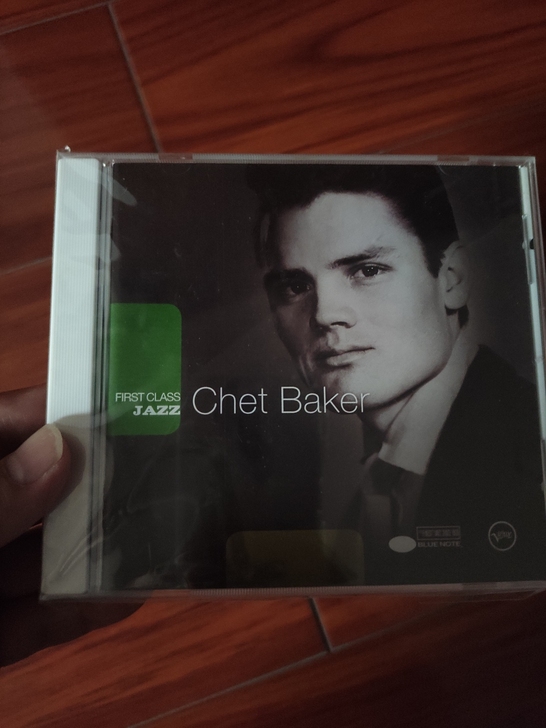 FIRST CLASS
JAZZ
Chet Baker
BLUE NOTE
Verve